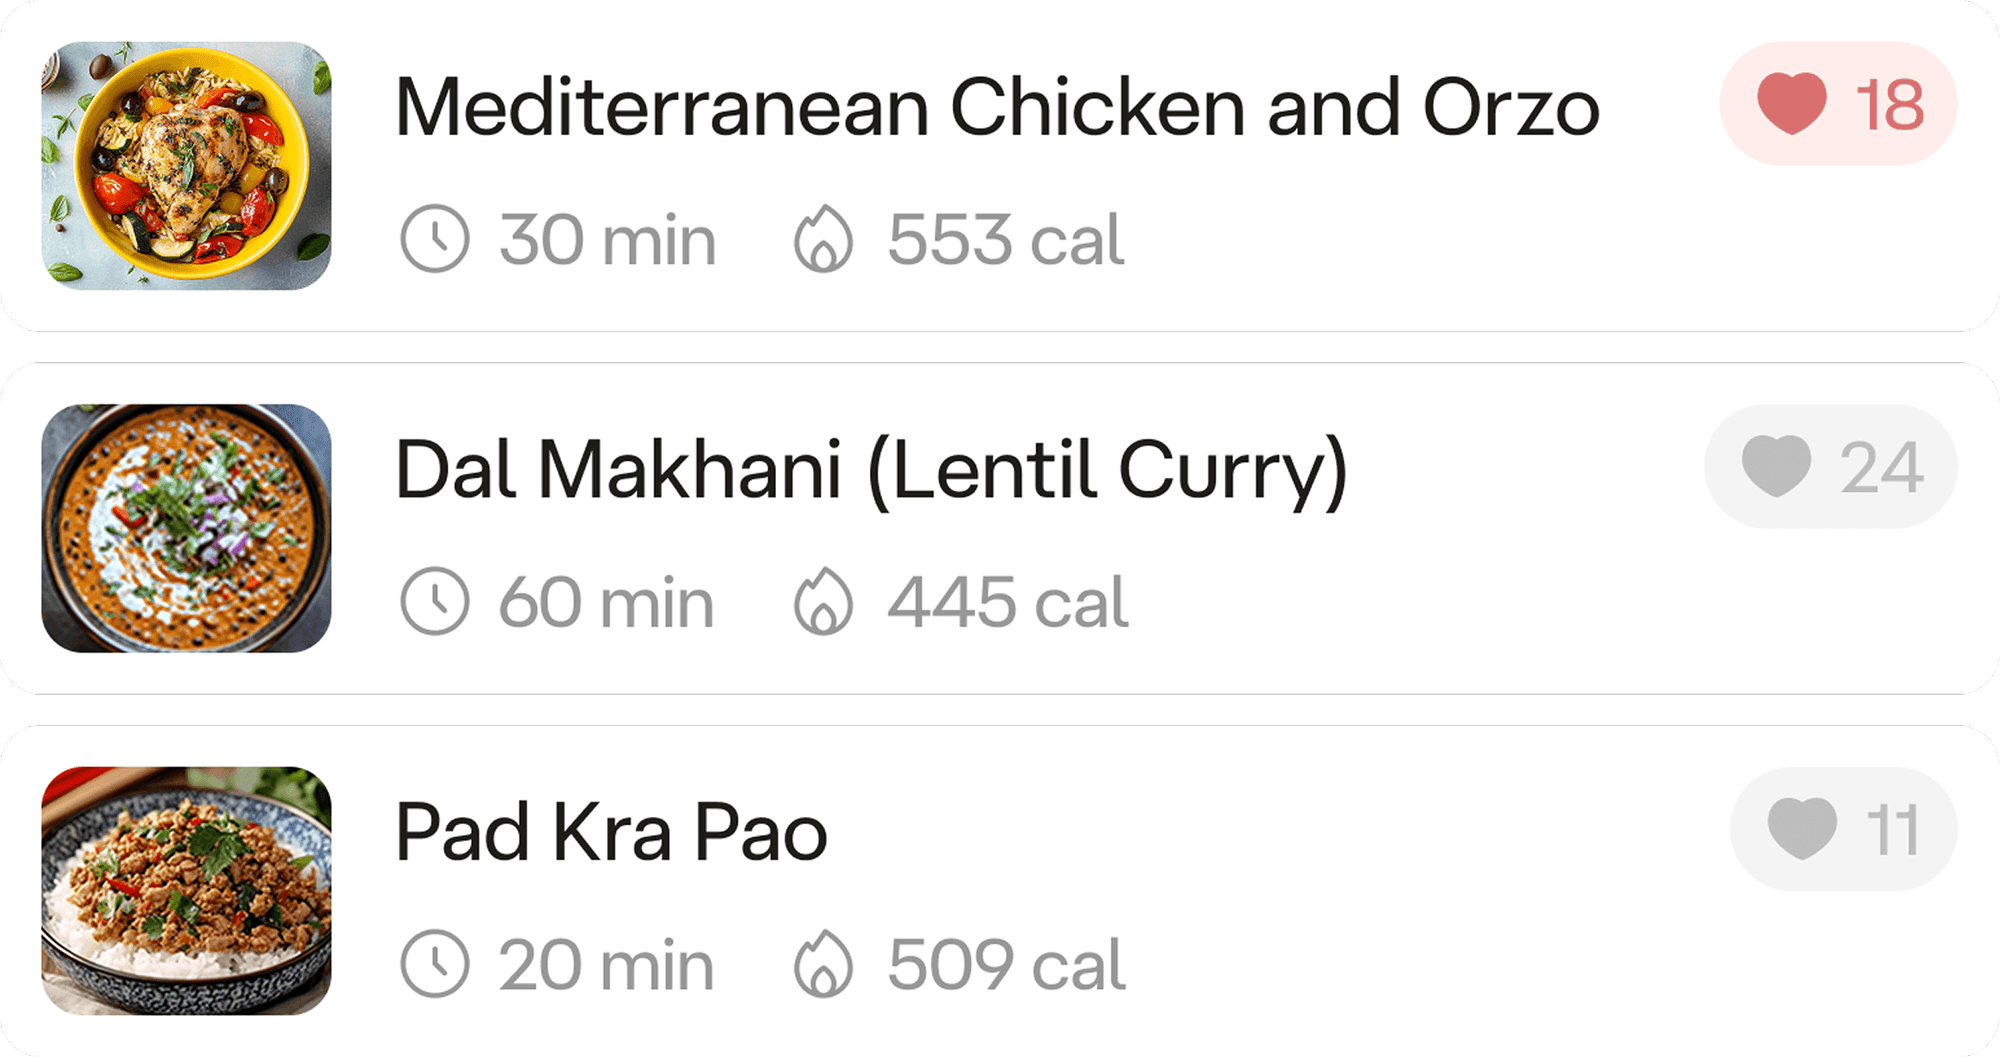 Mediterranean Chicken and Orzo
18
30 min 553 cal
Dal Makhani (Lentil Curry)
24
60 min 445 cal
Pad Kra Pao
11
20 min 509 cal